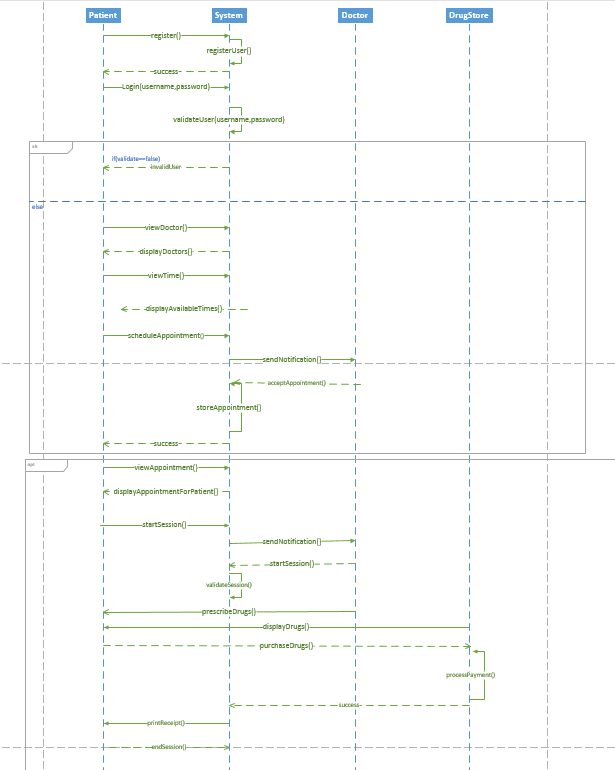 Patient System Doctor DrugStore
register()
registerUser()
success
Login(username,password)
validateUser(username,password)
alt
if(validate==false)
invalidUser
else
viewDoctor()
displayDoctors()
viewTime()
displayAvailableTimes()
scheduleAppointment()
sendNotification()
acceptAppointment()
storeAppointment()
success
opt
viewAppointment()
displayAppointmentForPatient()
startSession()
sendNotification()
startSession()
validateSession()
prescribeDrugs()
displayDrugs()
purchaseDrugs()
processPayment()
success
printReceipt()
endSession()